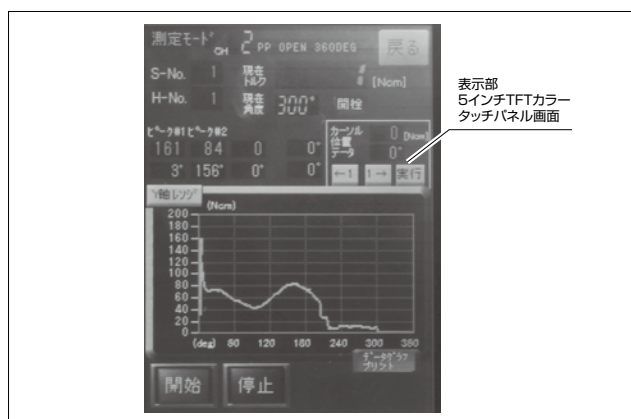 測定モード CH 2 PP OPEN 360DEG 戻る
S-No. 1 現在トルク [Ncm]
H-No. 1 現在角度 300° 開栓
ピーク#1 ピーク#2
161 84 0 0°
3° 156° 0° 0°
カーソル位置データ 0 [Ncm]
0°
←1 1→ 実行
Y軸レンジ
(Ncm)
200
180
160
140
120
100
80
60
40
20
0
(deg) 60 120 180 240 300 360
データグラフ
プリント
開始 停止
表示部
5インチTFTカラー
タッチパネル画面